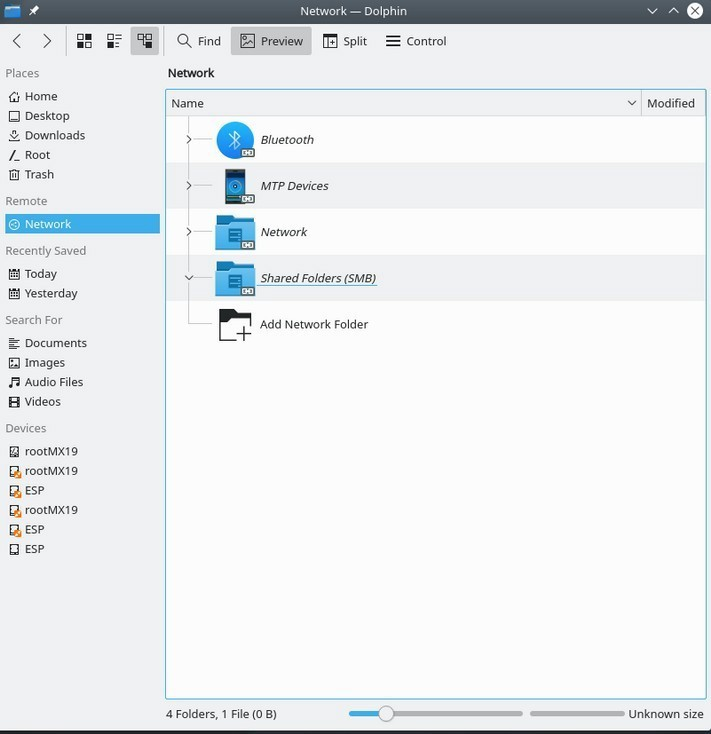 Network — Dolphin
Find
Preview
Split
Control
Places
Home
Desktop
Downloads
Root
Trash
Remote
Network
Recently Saved
Today
Yesterday
Search For
Documents
Images
Audio Files
Videos
Devices
rootMX19
rootMX19
ESP
rootMX19
ESP
ESP
Network
Name
Modified
Bluetooth
MTP Devices
Network
Shared Folders (SMB)
Add Network Folder
4 Folders, 1 File (0 B)
Unknown size